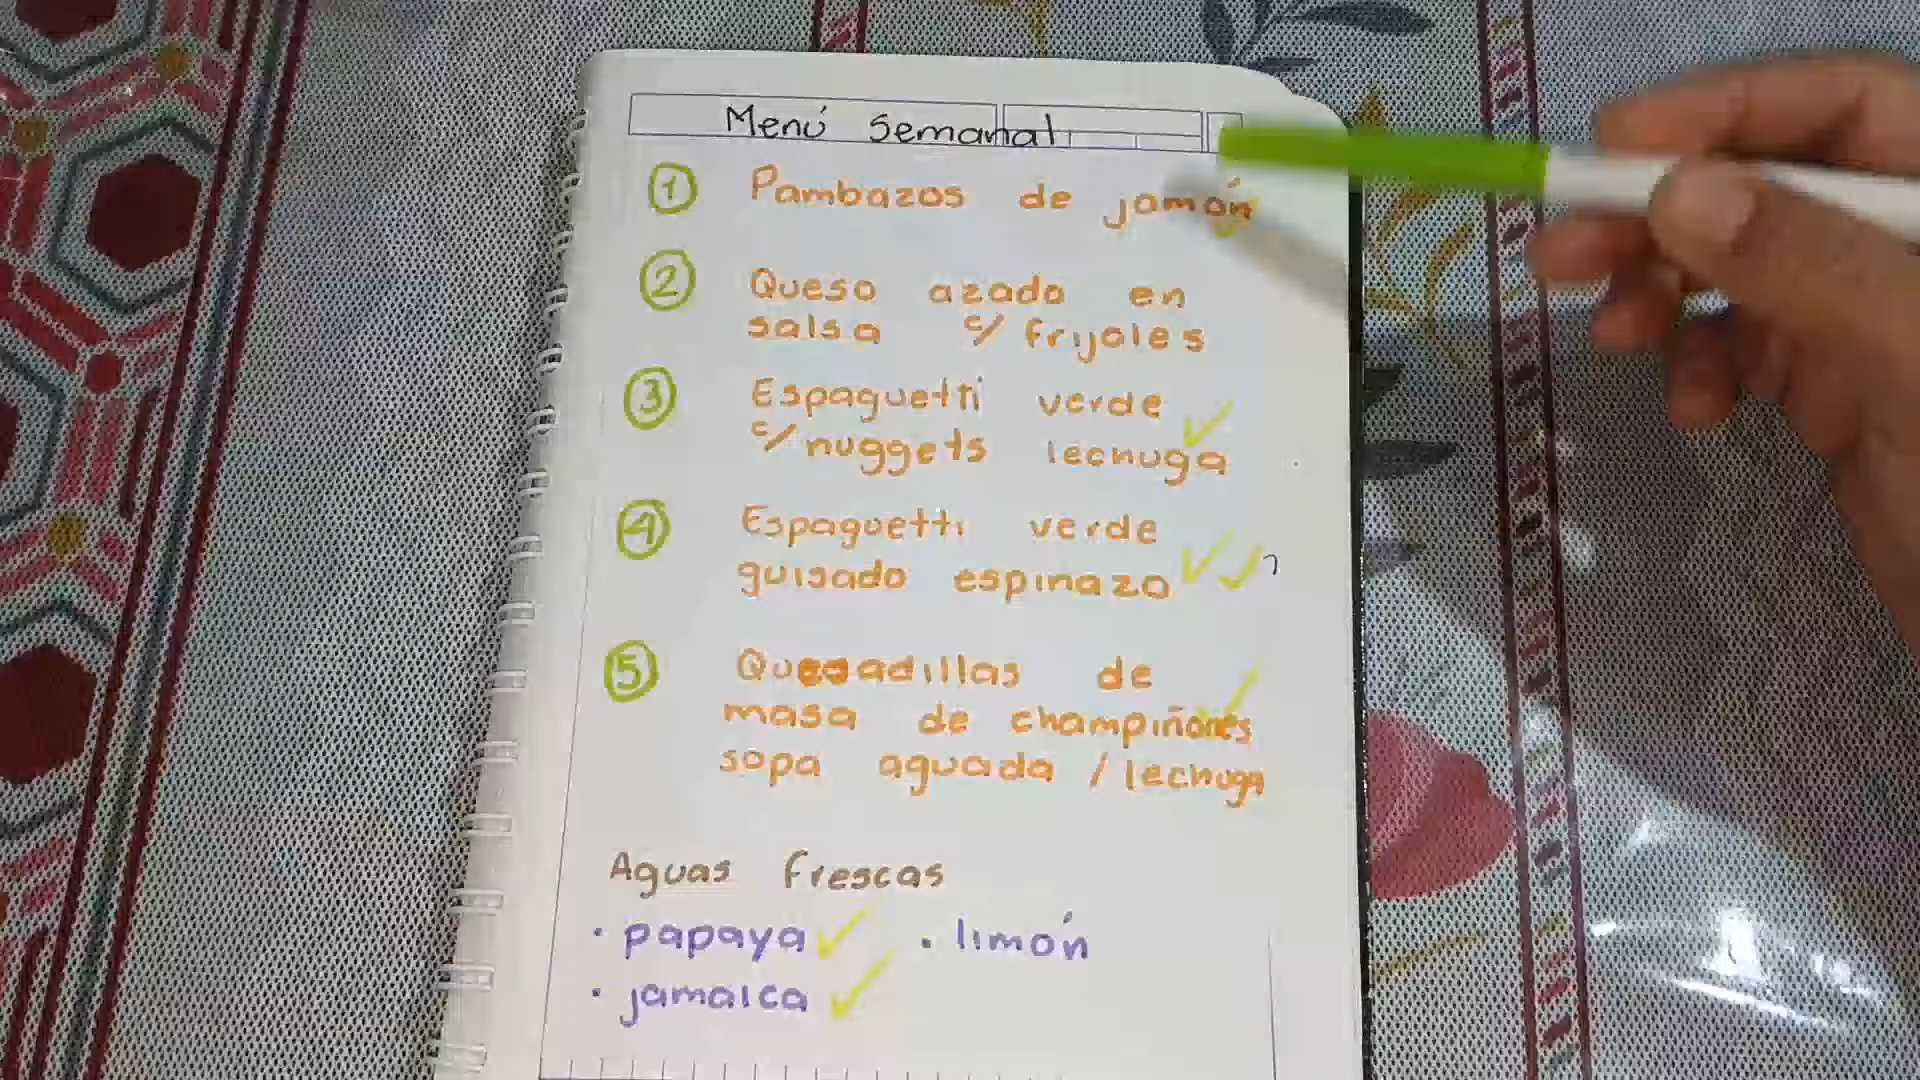 Menú Semanal
1 Pambazos de jamón
2 Queso azado en
salsa c/ frijoles
3 Espaguetti verde
c/ nuggets lechuga
4 Espaguetti verde
guisado espinazo
5 Quesadillas de
masa de champiñones
sopa aguada / lechuga
Aguas frescas
· papaya · limón
· jamaica